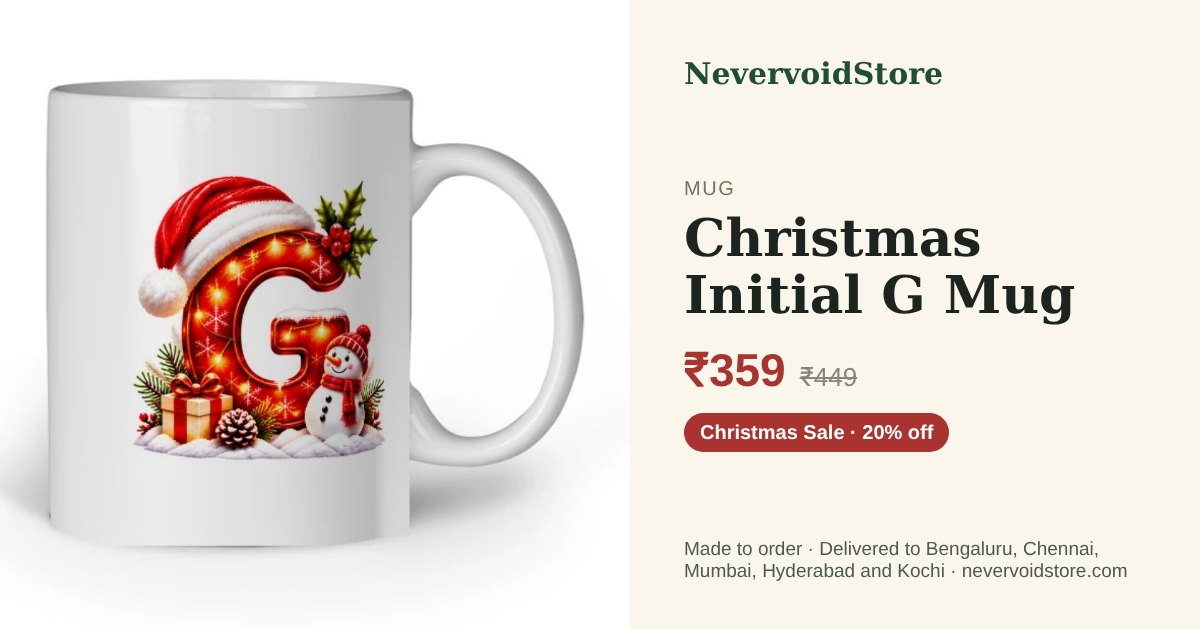 G
NevervoidStore
MUG
Christmas
Initial G Mug
₹359 ₹449
Christmas Sale · 20% off
Made to order · Delivered to Bengaluru, Chennai,
Mumbai, Hyderabad and Kochi · nevervoidstore.com